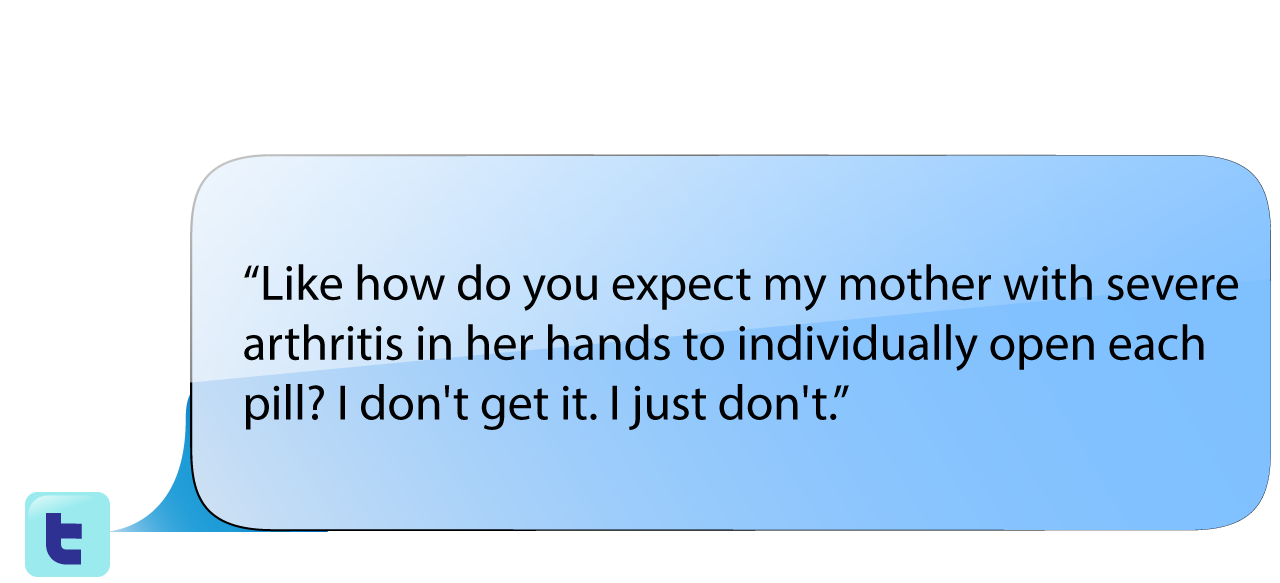 “Like how do you expect my mother with severe
arthritis in her hands to individually open each
pill? I don't get it. I just don't.”
t